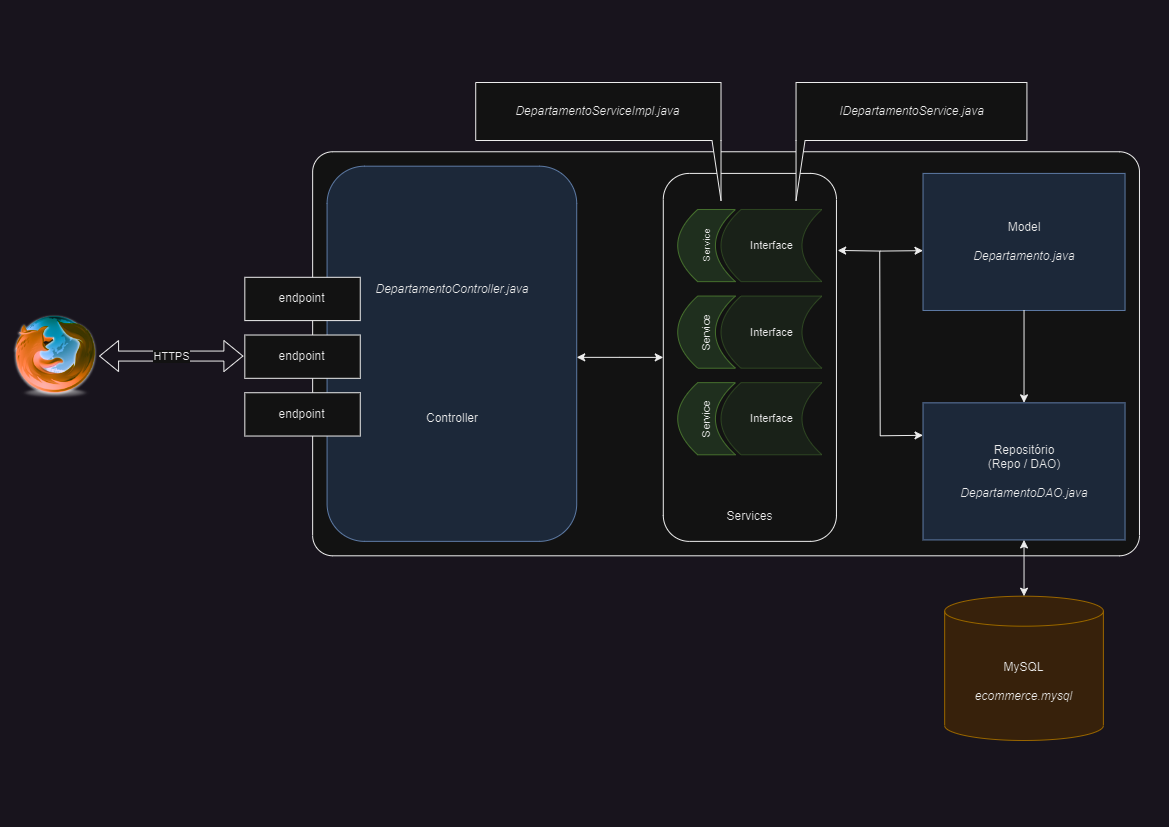 DepartamentoServiceImpl.java
IDepartamentoService.java
endpoint
endpoint
endpoint
HTTPS
DepartamentoController.java
Controller
Service
Interface
Service
Interface
Service
Interface
Services
Model
Departamento.java
Repositório
(Repo / DAO)
DepartamentoDAO.java
MySQL
ecommerce.mysql